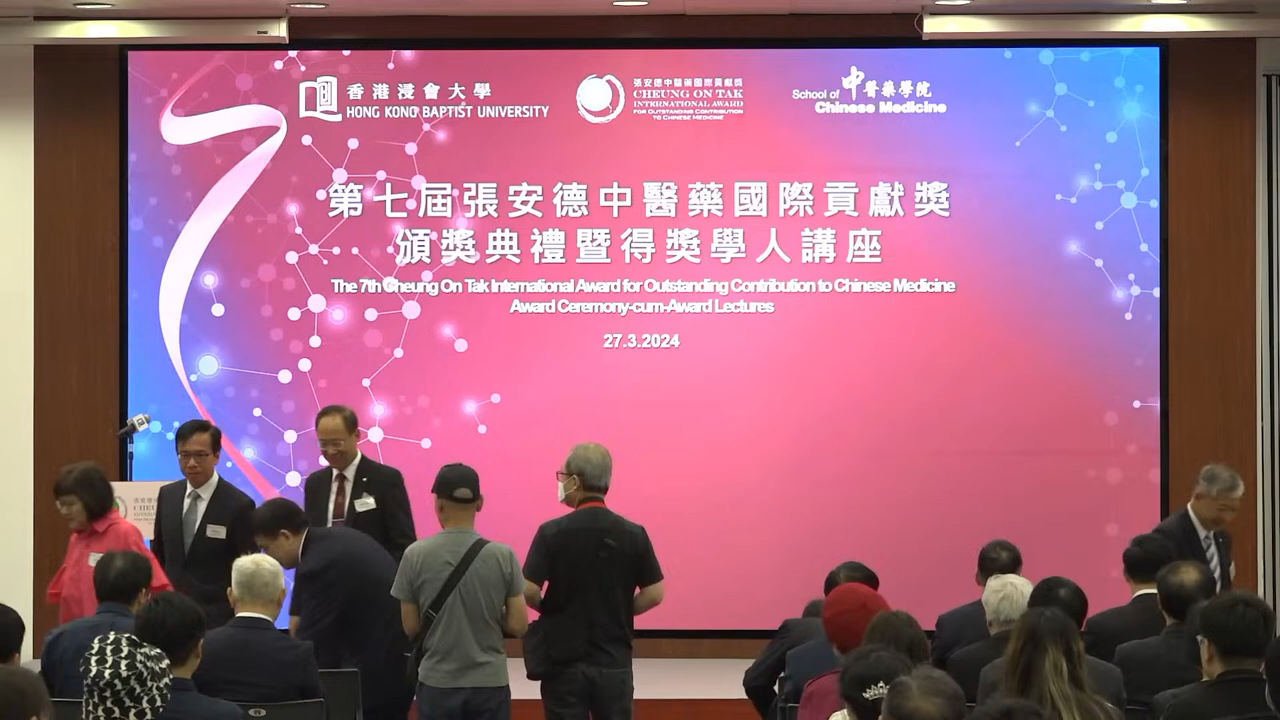 香港浸會大學
HONG KONG BAPTIST UNIVERSITY
張安德中醫藥國際貢獻獎
CHEUNG ON TAK
INTERNATIONAL AWARD
FOR OUTSTANDING CONTRIBUTION
TO CHINESE MEDICINE
School of 中醫藥學院
Chinese Medicine
第七屆張安德中醫藥國際貢獻獎
頒獎典禮暨得獎學人講座
The 7th Cheung On Tak International Award for Outstanding Contribution to Chinese Medicine
Award Ceremony-cum-Award Lectures
27.3.2024